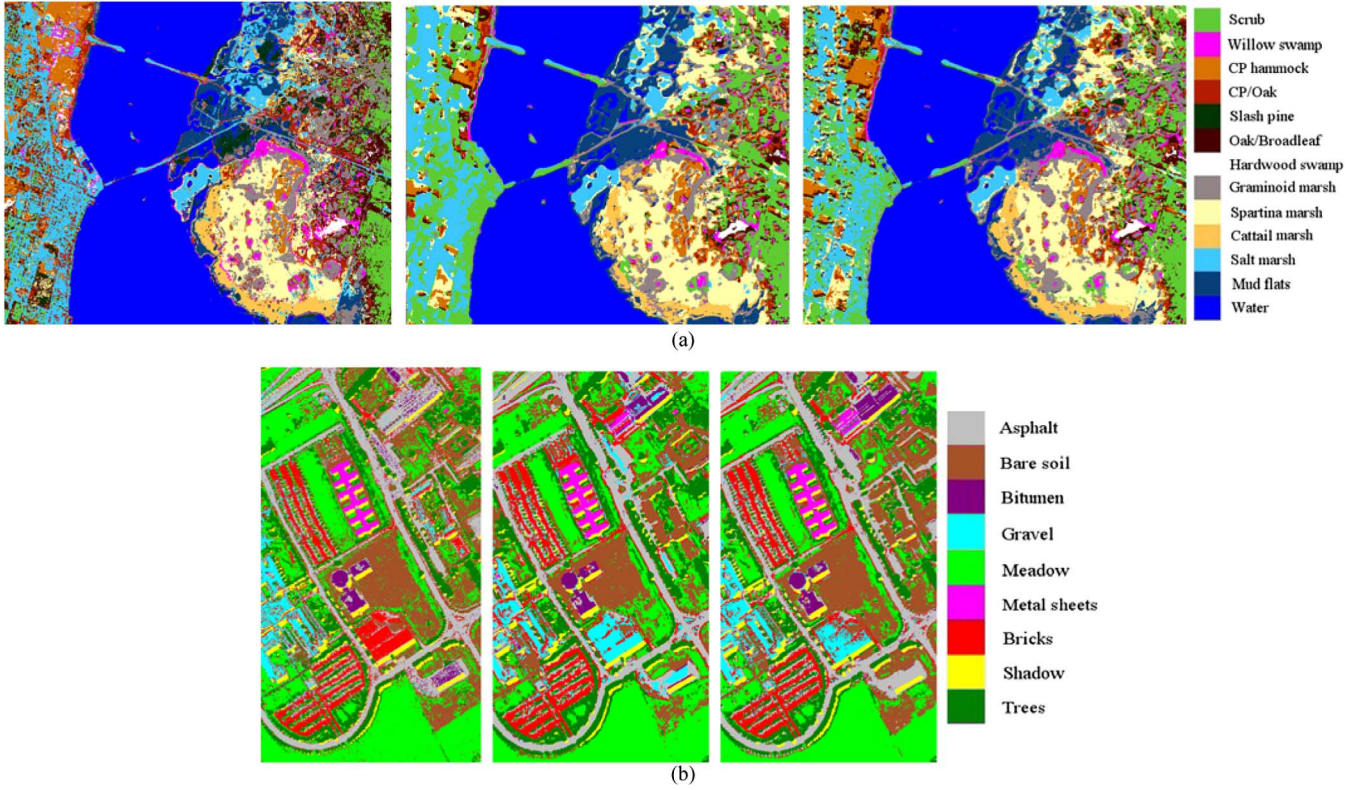 Scrub
Willow swamp
CP hammock
CP/Oak
Slash pine
Oak/Broadleaf
Hardwood swamp
Graminoid marsh
Spartina marsh
Cattail marsh
Salt marsh
Mud flats
Water
(a)
Asphalt
Bare soil
Bitumen
Gravel
Meadow
Metal sheets
Bricks
Shadow
Trees
(b)